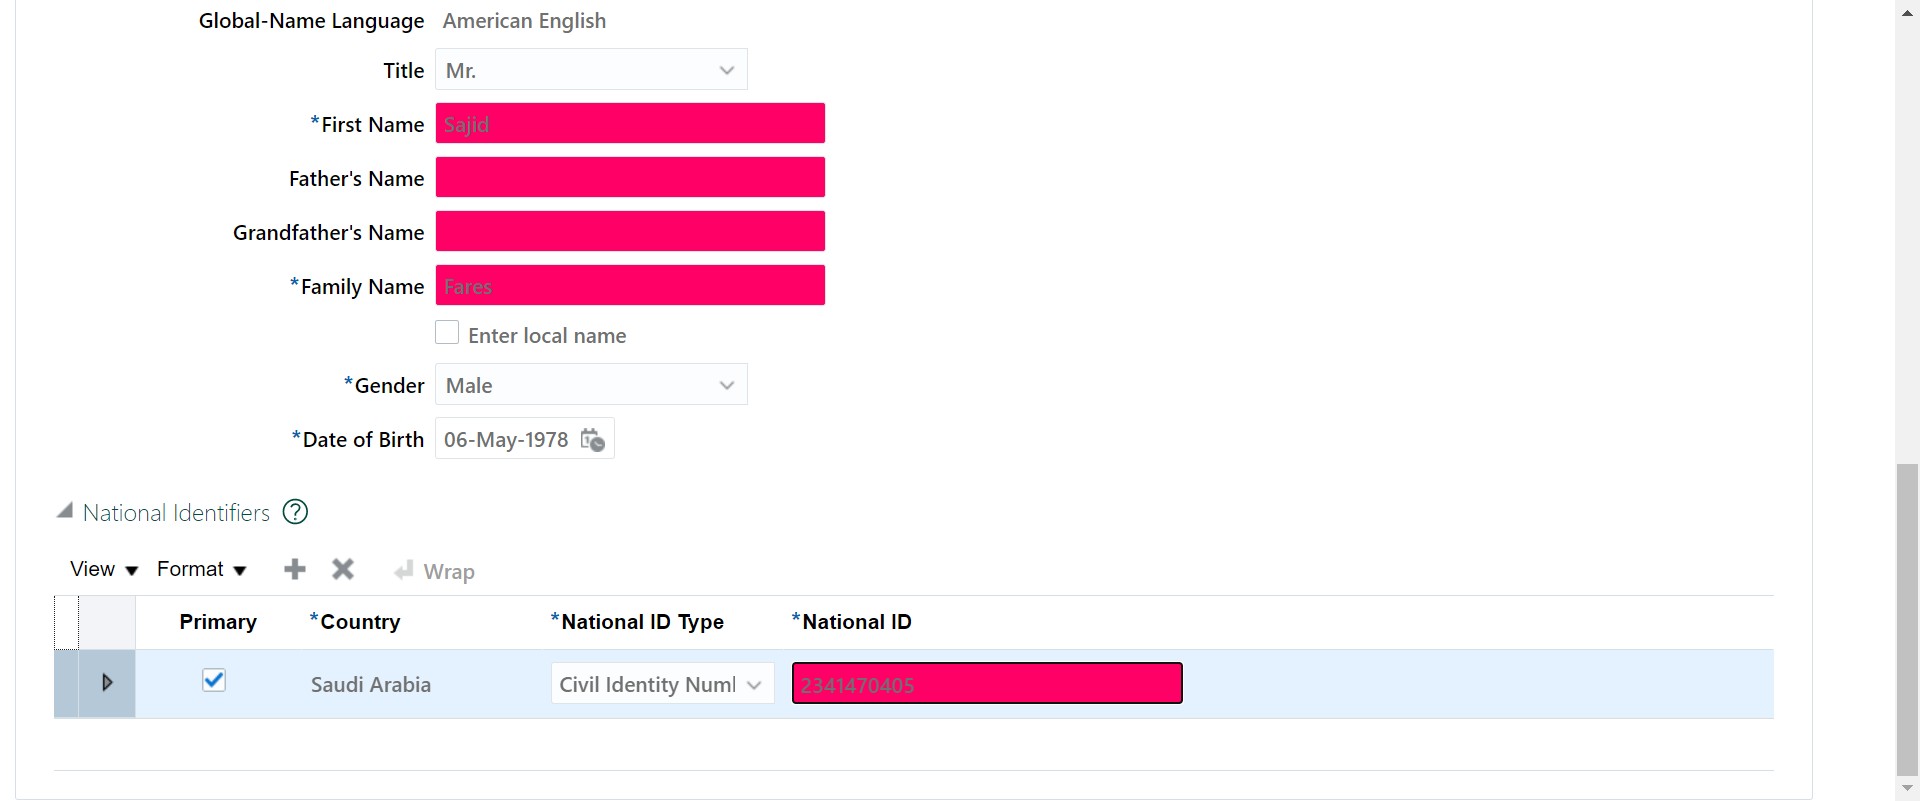 Global-Name Language American English
Title Mr.
*First Name Sajid
Father's Name
Grandfather's Name
*Family Name Fares
Enter local name
*Gender Male
*Date of Birth 06-May-1978
National Identifiers ?
View Format Wrap
Primary *Country *National ID Type *National ID
Saudi Arabia Civil Identity Num 2341470405